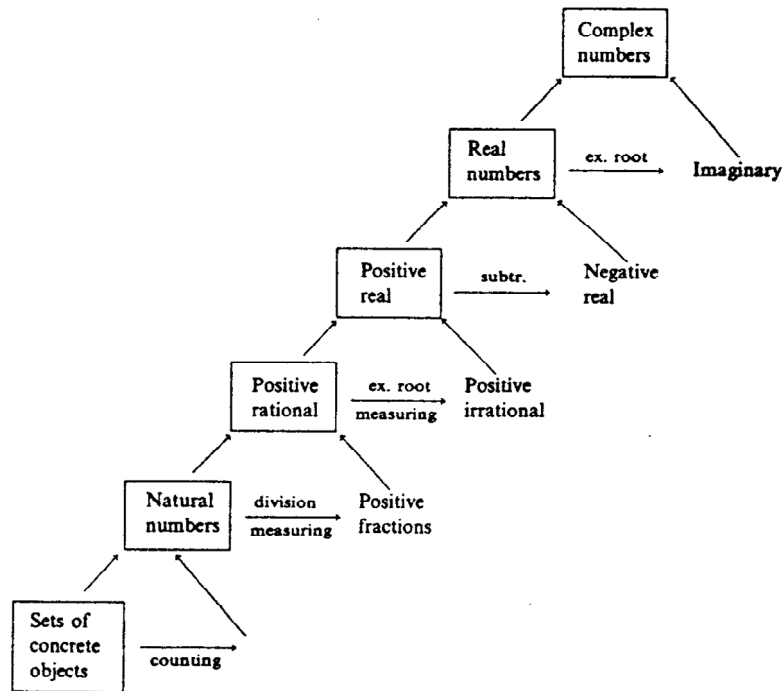 Complex
numbers
Real
numbers
ex. root
Imaginary
Positive
real
subtr.
Negative
real
Positive
rational
ex. root
measuring
Positive
irrational
Natural
numbers
division
measuring
Positive
fractions
Sets of
concrete
objects
counting